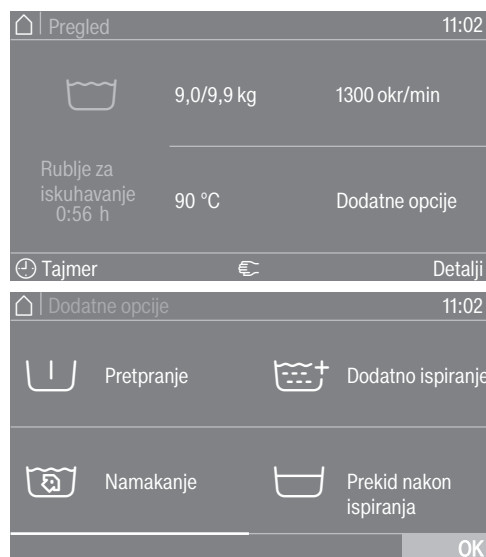 Pregled 11:02
9,0/9,9 kg 1300 okr/min
Rublje za
iskuhavanje
0:56 h
90 °C Dodatne opcije
Tajmer Detalji
Dodatne opcije 11:02
Pretpranje Dodatno ispiranje
Namakanje Prekid nakon
ispiranja
OK